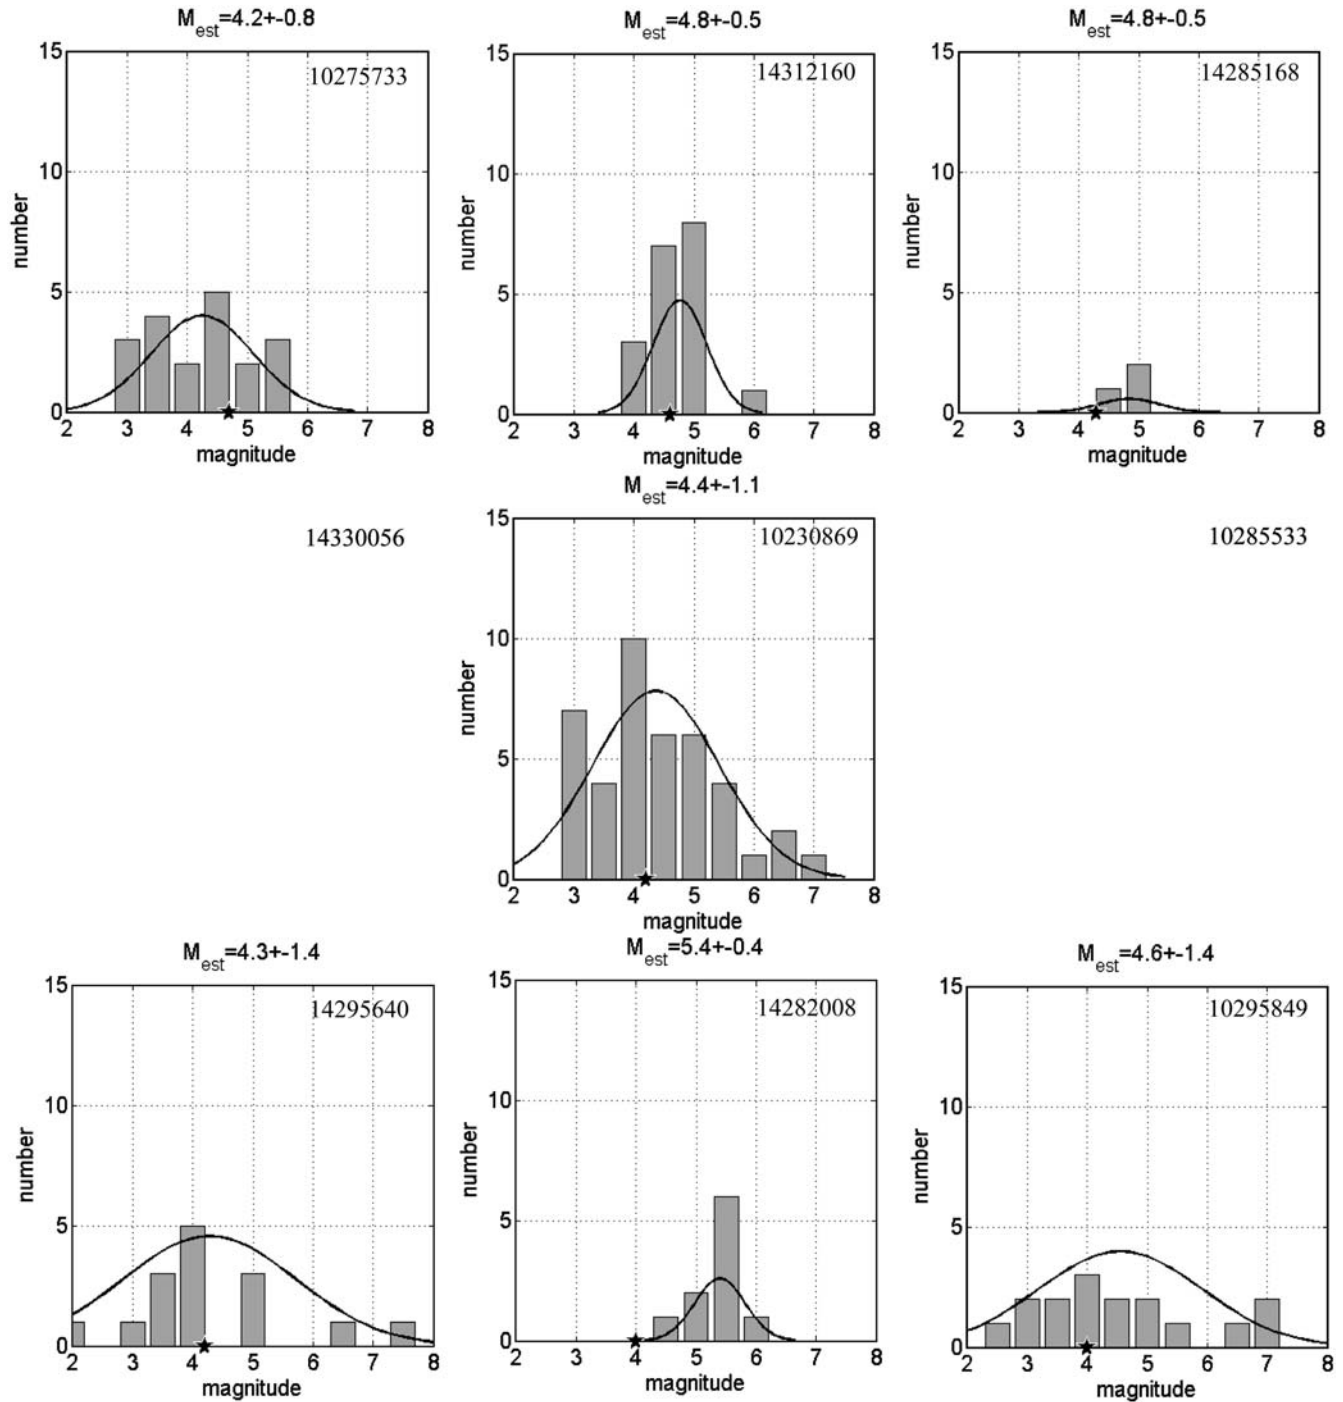 M_est=4.2+-0.8
10275733
15
10
5
0
number
2 3 4 5 6 7 8
magnitude
M_est=4.8+-0.5
14312160
15
10
5
0
number
2 3 4 5 6 7 8
magnitude
M_est=4.8+-0.5
14285168
15
10
5
0
number
2 3 4 5 6 7 8
magnitude
14330056
M_est=4.4+-1.1
10230869
15
10
5
0
number
2 3 4 5 6 7 8
magnitude
10285533
M_est=4.3+-1.4
14295640
15
10
5
0
number
2 3 4 5 6 7 8
magnitude
M_est=5.4+-0.4
14282008
15
10
5
0
number
2 3 4 5 6 7 8
magnitude
M_est=4.6+-1.4
10295849
15
10
5
0
number
2 3 4 5 6 7 8
magnitude